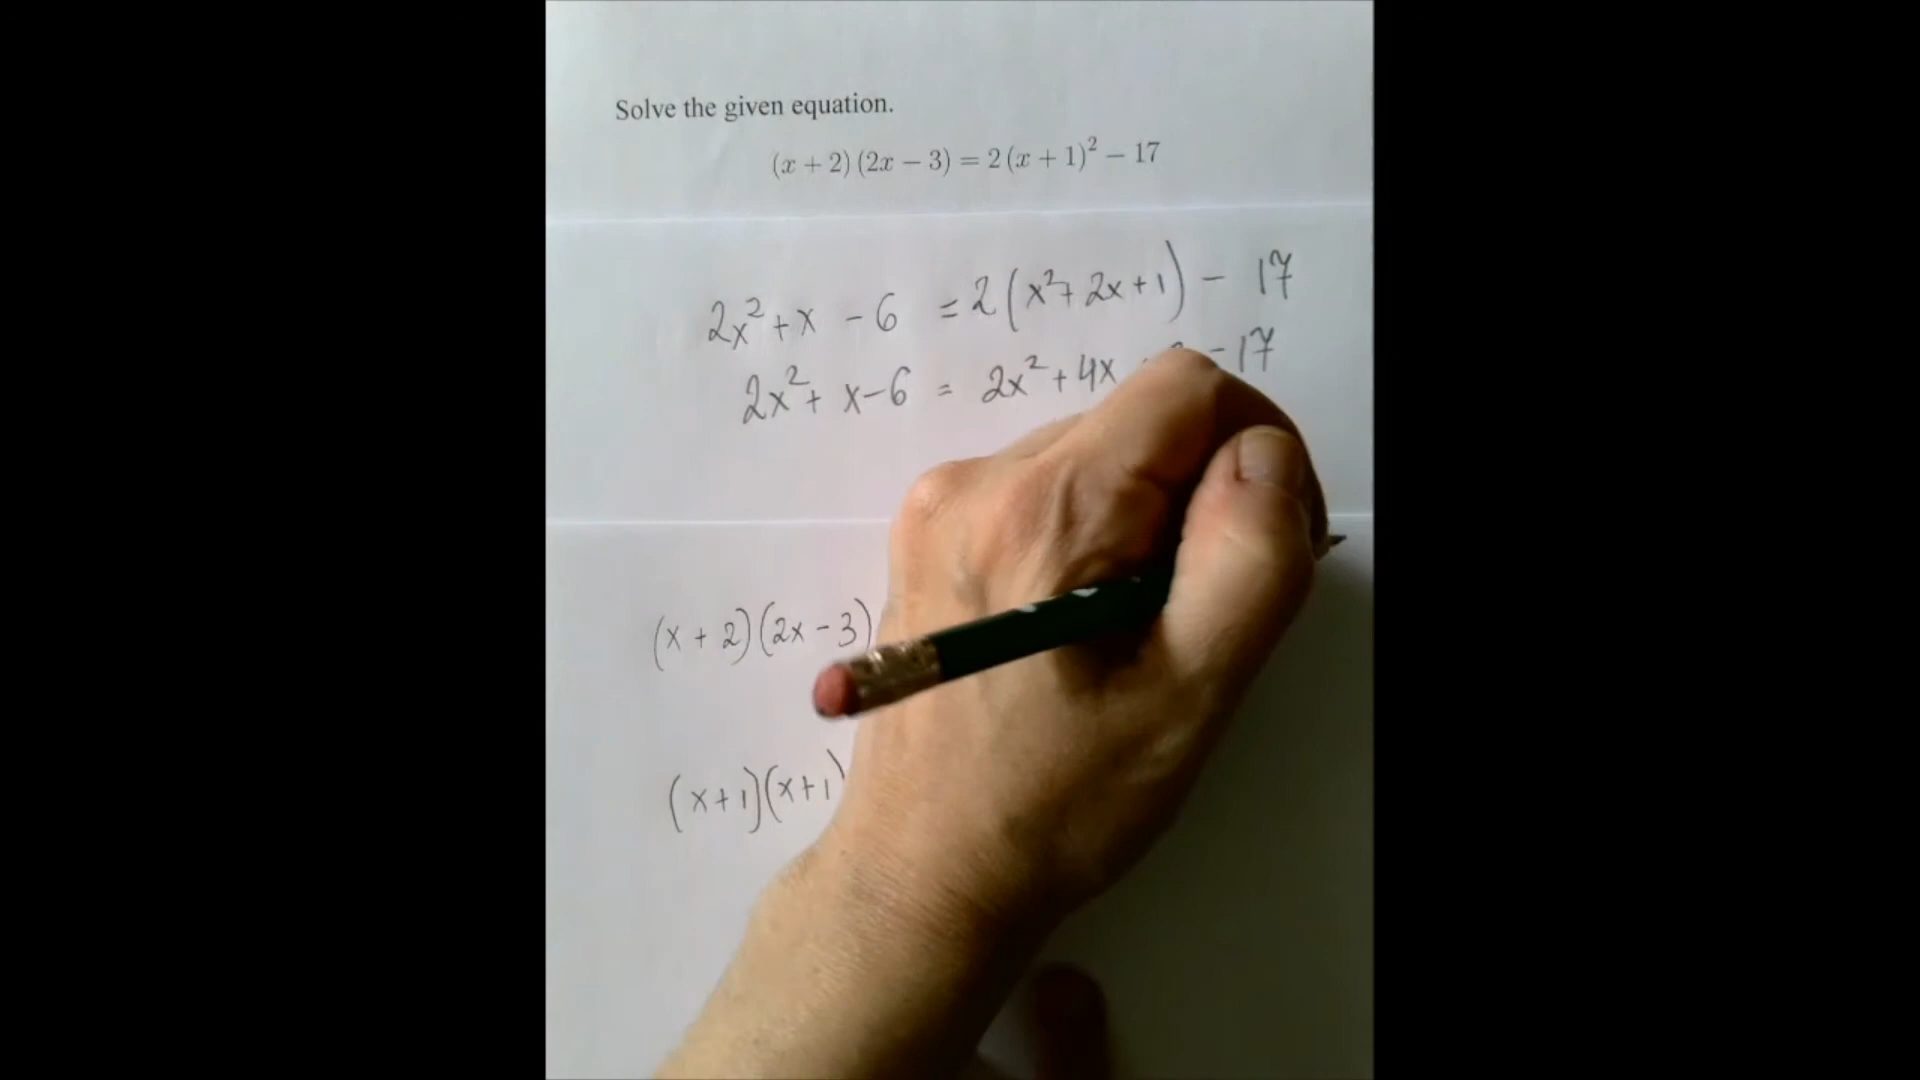 Solve the given equation.
(x + 2)(2x − 3) = 2(x + 1)² − 17
2x² + x − 6 = 2(x² + 2x + 1) − 17
2x² + x − 6 = 2x² + 4x − 17
(x + 2)(2x − 3)
(x + 1)(x + 1)